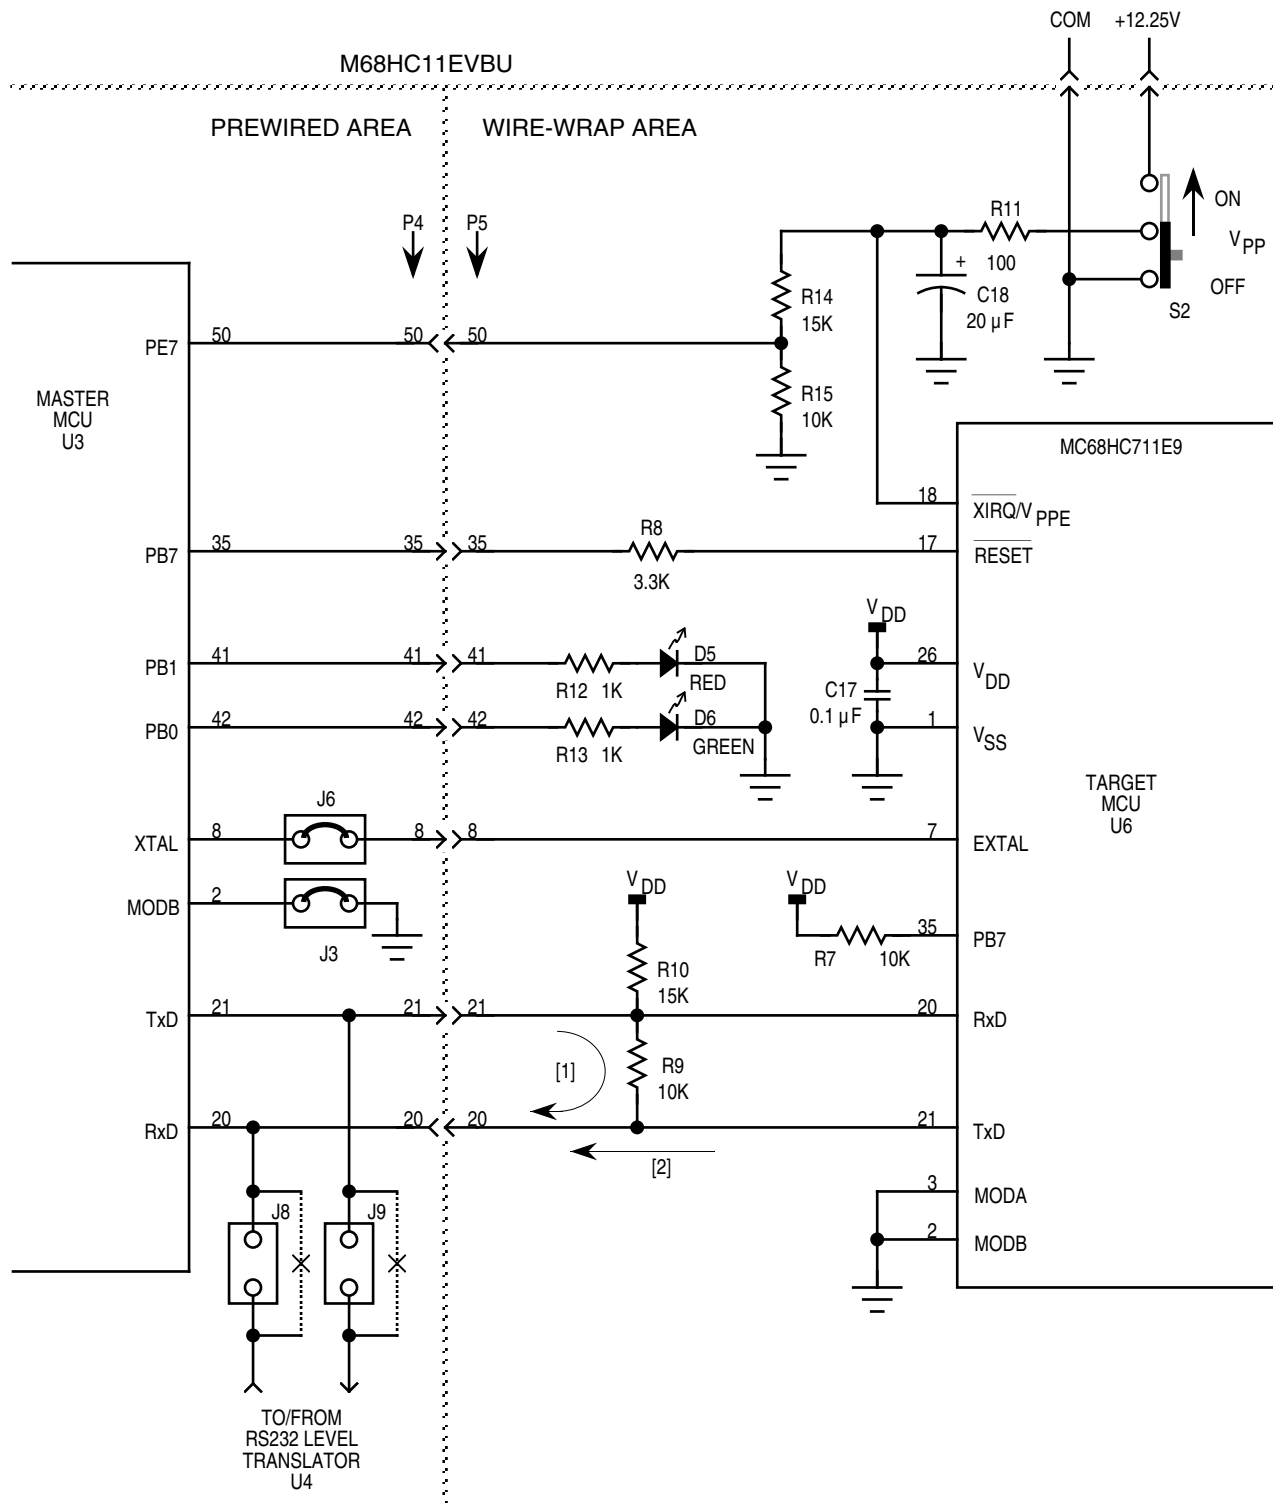 COM +12.25V
M68HC11EVBU
PREWIRED AREA WIRE-WRAP AREA
ON
P4 P5
R11
VPP
+ 100
OFF
R14 C18
15K 20 µF
S2
PE7 50 50 50
R15
10K
MASTER
MCU
U3
MC68HC711E9
18 XIRQ/VPPE
R8
PB7 35 35 35 17 RESET
3.3K
VDD
PB1 41 41 41 D5 26 VDD
R12 1K RED
C17
0.1 µF
PB0 42 42 42 D6 1 VSS
R13 1K GREEN
TARGET
MCU
U6
J6
XTAL 8 8 8 7 EXTAL
VDD VDD
MODB 2
35 PB7
J3
R7 10K
R10
15K
TxD 21 21 21 20 RxD
[1] R9
10K
RxD 20 20 20 21 TxD
[2]
3 MODA
J8 J9
2 MODB
TO/FROM
RS232 LEVEL
TRANSLATOR
U4